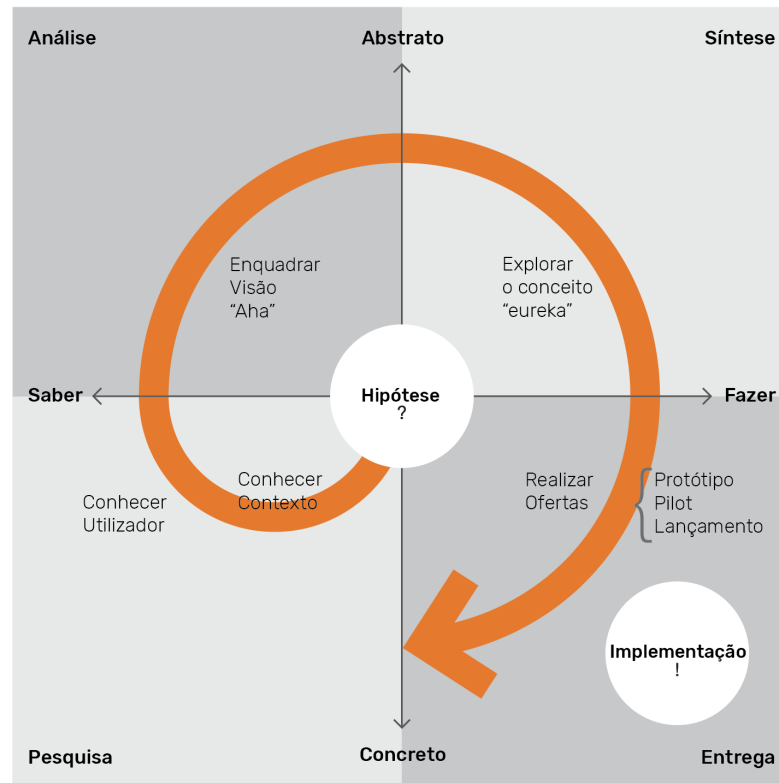 Análise
Abstrato
Síntese
Enquadrar
Visão
“Aha”
Explorar
o conceito
“eureka”
Saber
Hipótese
?
Fazer
Conhecer
Utilizador
Conhecer
Contexto
Realizar
Ofertas
Protótipo
Pilot
Lançamento
Implementação
!
Pesquisa
Concreto
Entrega